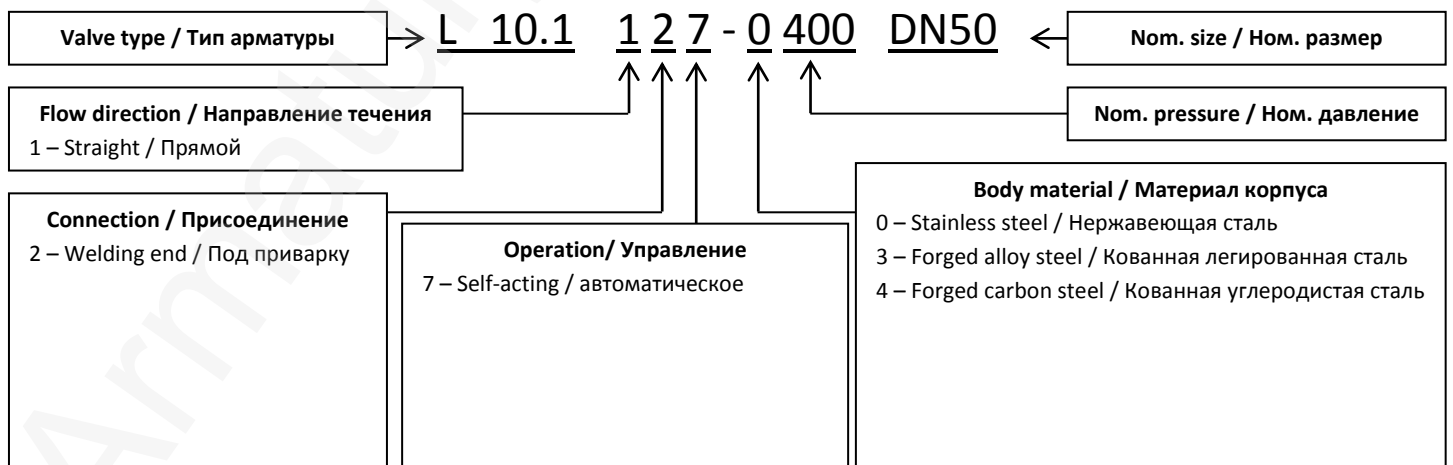 Valve type / Тип арматуры
L 10.1 1 2 7 - 0 400 DN50
Nom. size / Ном. размер
Flow direction / Направление течения
1 – Straight / Прямой
Nom. pressure / Ном. давление
Connection / Присоединение
2 – Welding end / Под приварку
Operation/ Управление
7 – Self-acting / автоматическое
Body material / Материал корпуса
0 – Stainless steel / Нержавеющая сталь
3 – Forged alloy steel / Кованная легированная сталь
4 – Forged carbon steel / Кованная углеродистая сталь